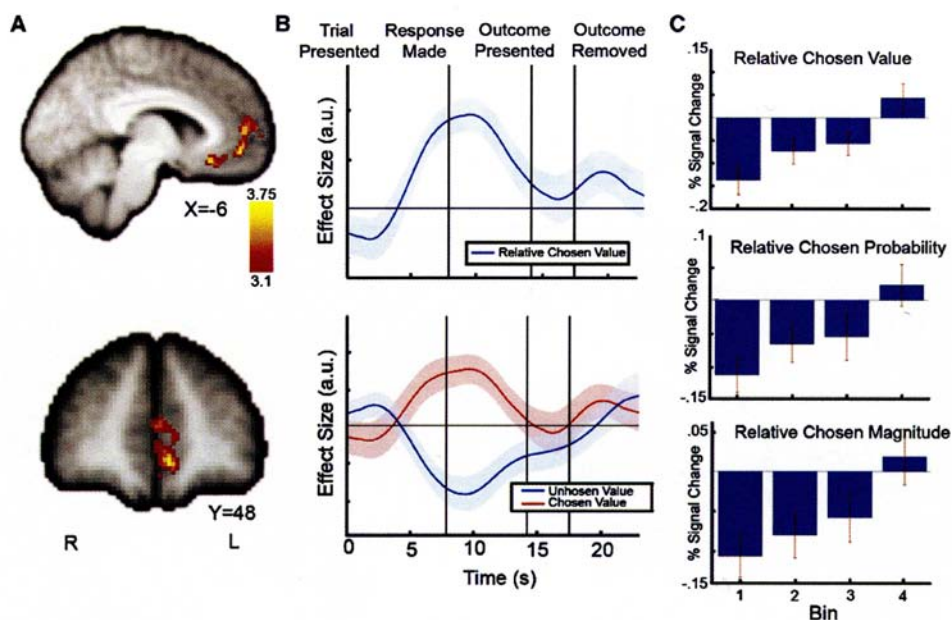 A
X=-6
3.75
3.1
Y=48
R L
B
Trial Presented
Response Made
Outcome Presented
Outcome Removed
Effect Size (a.u.)
Relative Chosen Value
Effect Size (a.u.)
Unhosen Value
Chosen Value
0 5 10 15 20
Time (s)
C
.15
Relative Chosen Value
% Signal Change
-.2
.1
Relative Chosen Probability
% Signal Change
-.15
.05
Relative Chosen Magnitude
% Signal Change
-.15
1 2 3 4
Bin